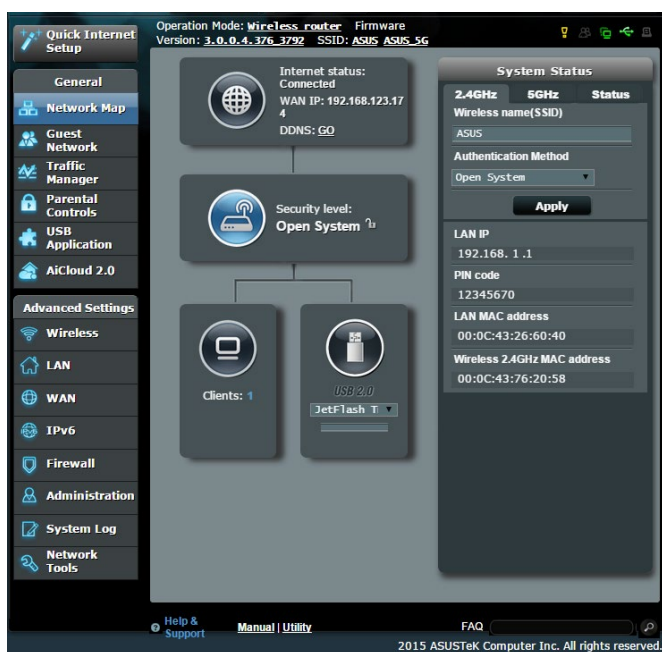 Quick Internet
Setup
Operation Mode: Wireless router Firmware
Version: 3.0.0.4.376_3792 SSID: ASUS ASUS_5G
General
Network Map
Guest
Network
Traffic
Manager
Parental
Controls
USB
Application
AiCloud 2.0
Advanced Settings
Wireless
LAN
WAN
IPv6
Firewall
Administration
System Log
Network
Tools
Internet status:
Connected
WAN IP: 192.168.123.17
4
DDNS: GO
Security level:
Open System
Clients: 1
USB 2.0
JetFlash T
System Status
2.4GHz 5GHz Status
Wireless name(SSID)
ASUS
Authentication Method
Open System
Apply
LAN IP
192.168. 1 .1
PIN code
12345670
LAN MAC address
00:0C:43:26:60:40
Wireless 2.4GHz MAC address
00:0C:43:76:20:58
Help &
Support
Manual | Utility
FAQ
2015 ASUSTeK Computer Inc. All rights reserved.